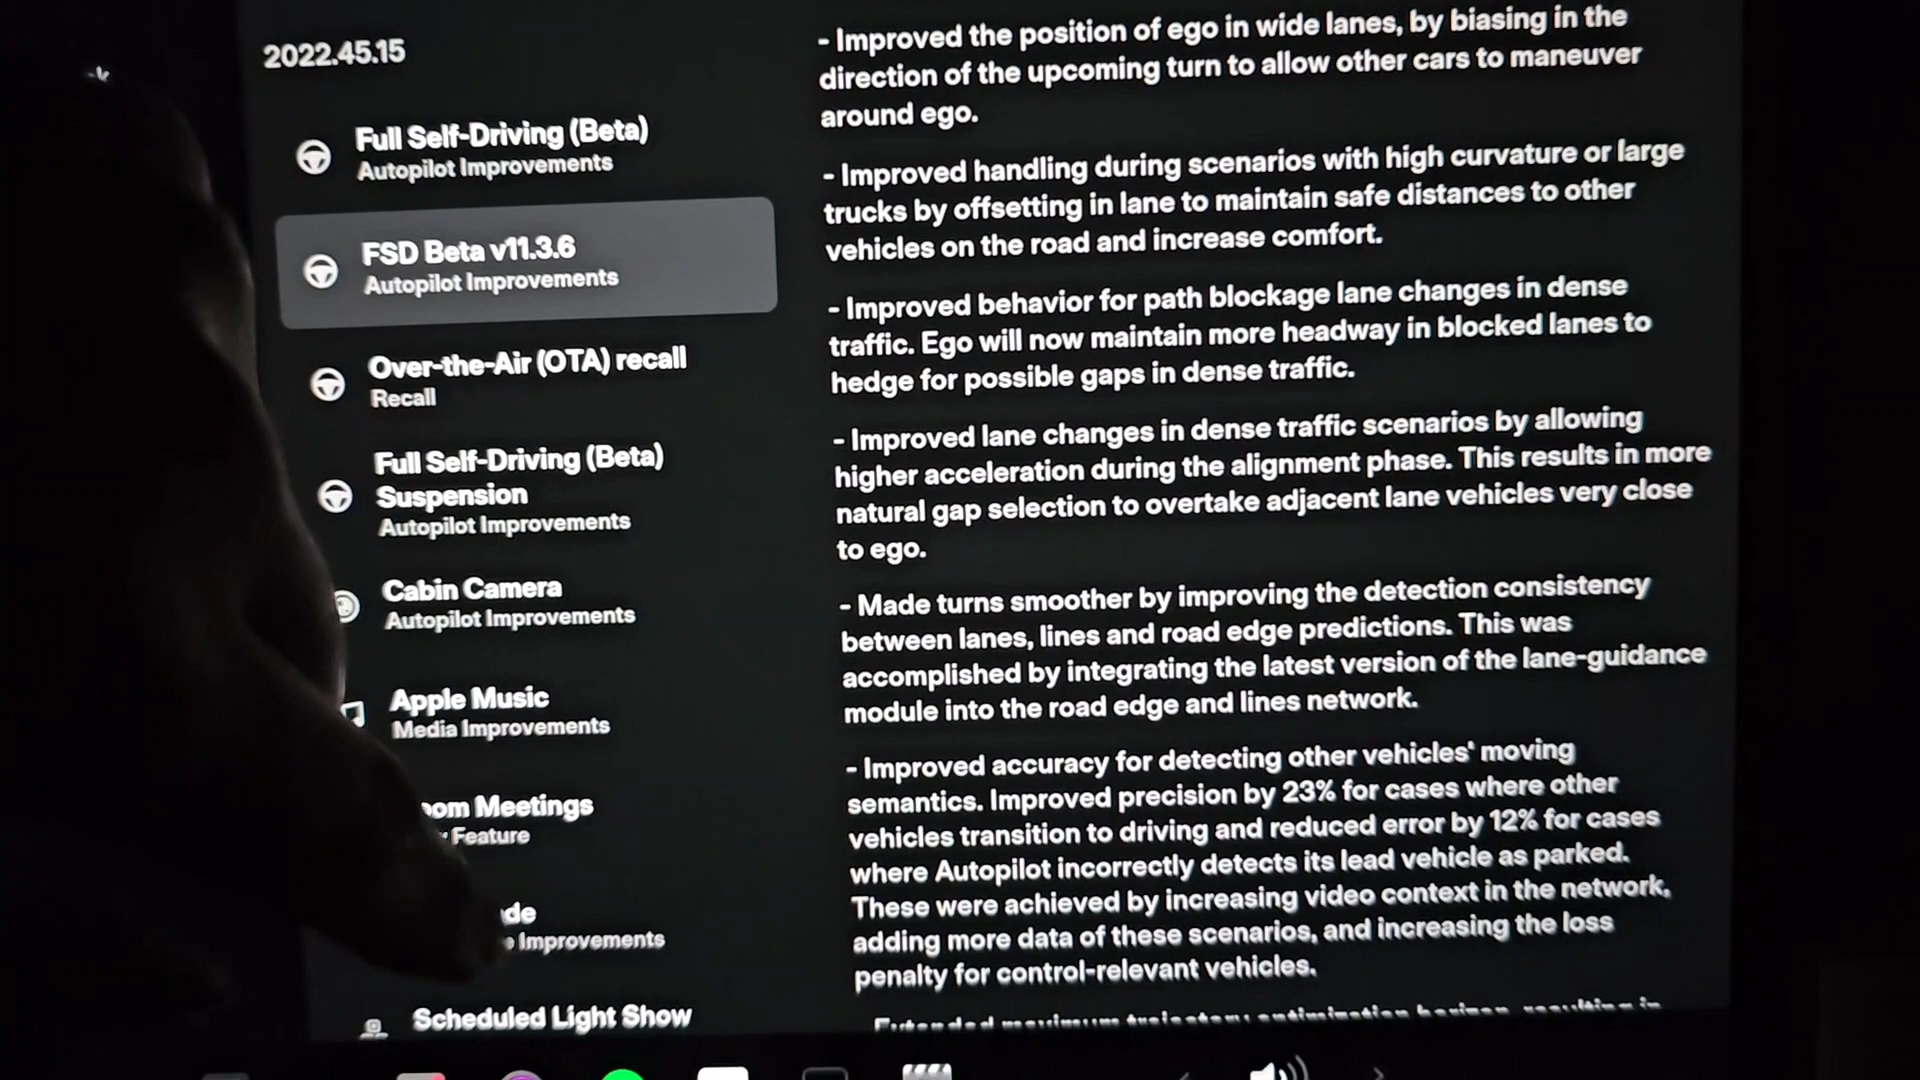 2022.45.15
Full Self-Driving (Beta)
Autopilot Improvements
FSD Beta v11.3.6
Autopilot Improvements
Over-the-Air (OTA) recall
Recall
Full Self-Driving (Beta)
Suspension
Autopilot Improvements
Cabin Camera
Autopilot Improvements
Apple Music
Media Improvements
Meetings
Feature
Improvements
Scheduled Light Show
- Improved the position of ego in wide lanes, by biasing in the
direction of the upcoming turn to allow other cars to maneuver
around ego.
- Improved handling during scenarios with high curvature or large
trucks by offsetting in lane to maintain safe distances to other
vehicles on the road and increase comfort.
- Improved behavior for path blockage lane changes in dense
traffic. Ego will now maintain more headway in blocked lanes to
hedge for possible gaps in dense traffic.
- Improved lane changes in dense traffic scenarios by allowing
higher acceleration during the alignment phase. This results in more
natural gap selection to overtake adjacent lane vehicles very close
to ego.
- Made turns smoother by improving the detection consistency
between lanes, lines and road edge predictions. This was
accomplished by integrating the latest version of the lane-guidance
module into the road edge and lines network.
- Improved accuracy for detecting other vehicles' moving
semantics. Improved precision by 23% for cases where other
vehicles transition to driving and reduced error by 12% for cases
where Autopilot incorrectly detects its lead vehicle as parked.
These were achieved by increasing video context in the network,
adding more data of these scenarios, and increasing the loss
penalty for control-relevant vehicles.